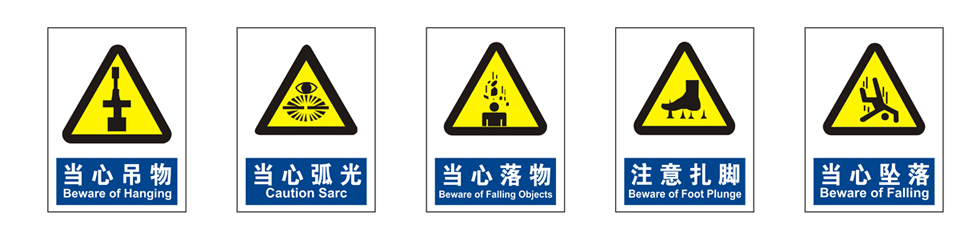 当心吊物
Beware of Hanging
当心弧光
Caution Sarc
当心落物
Beware of Falling Objects
注意扎脚
Beware of Foot Plunge
当心坠落
Beware of Falling